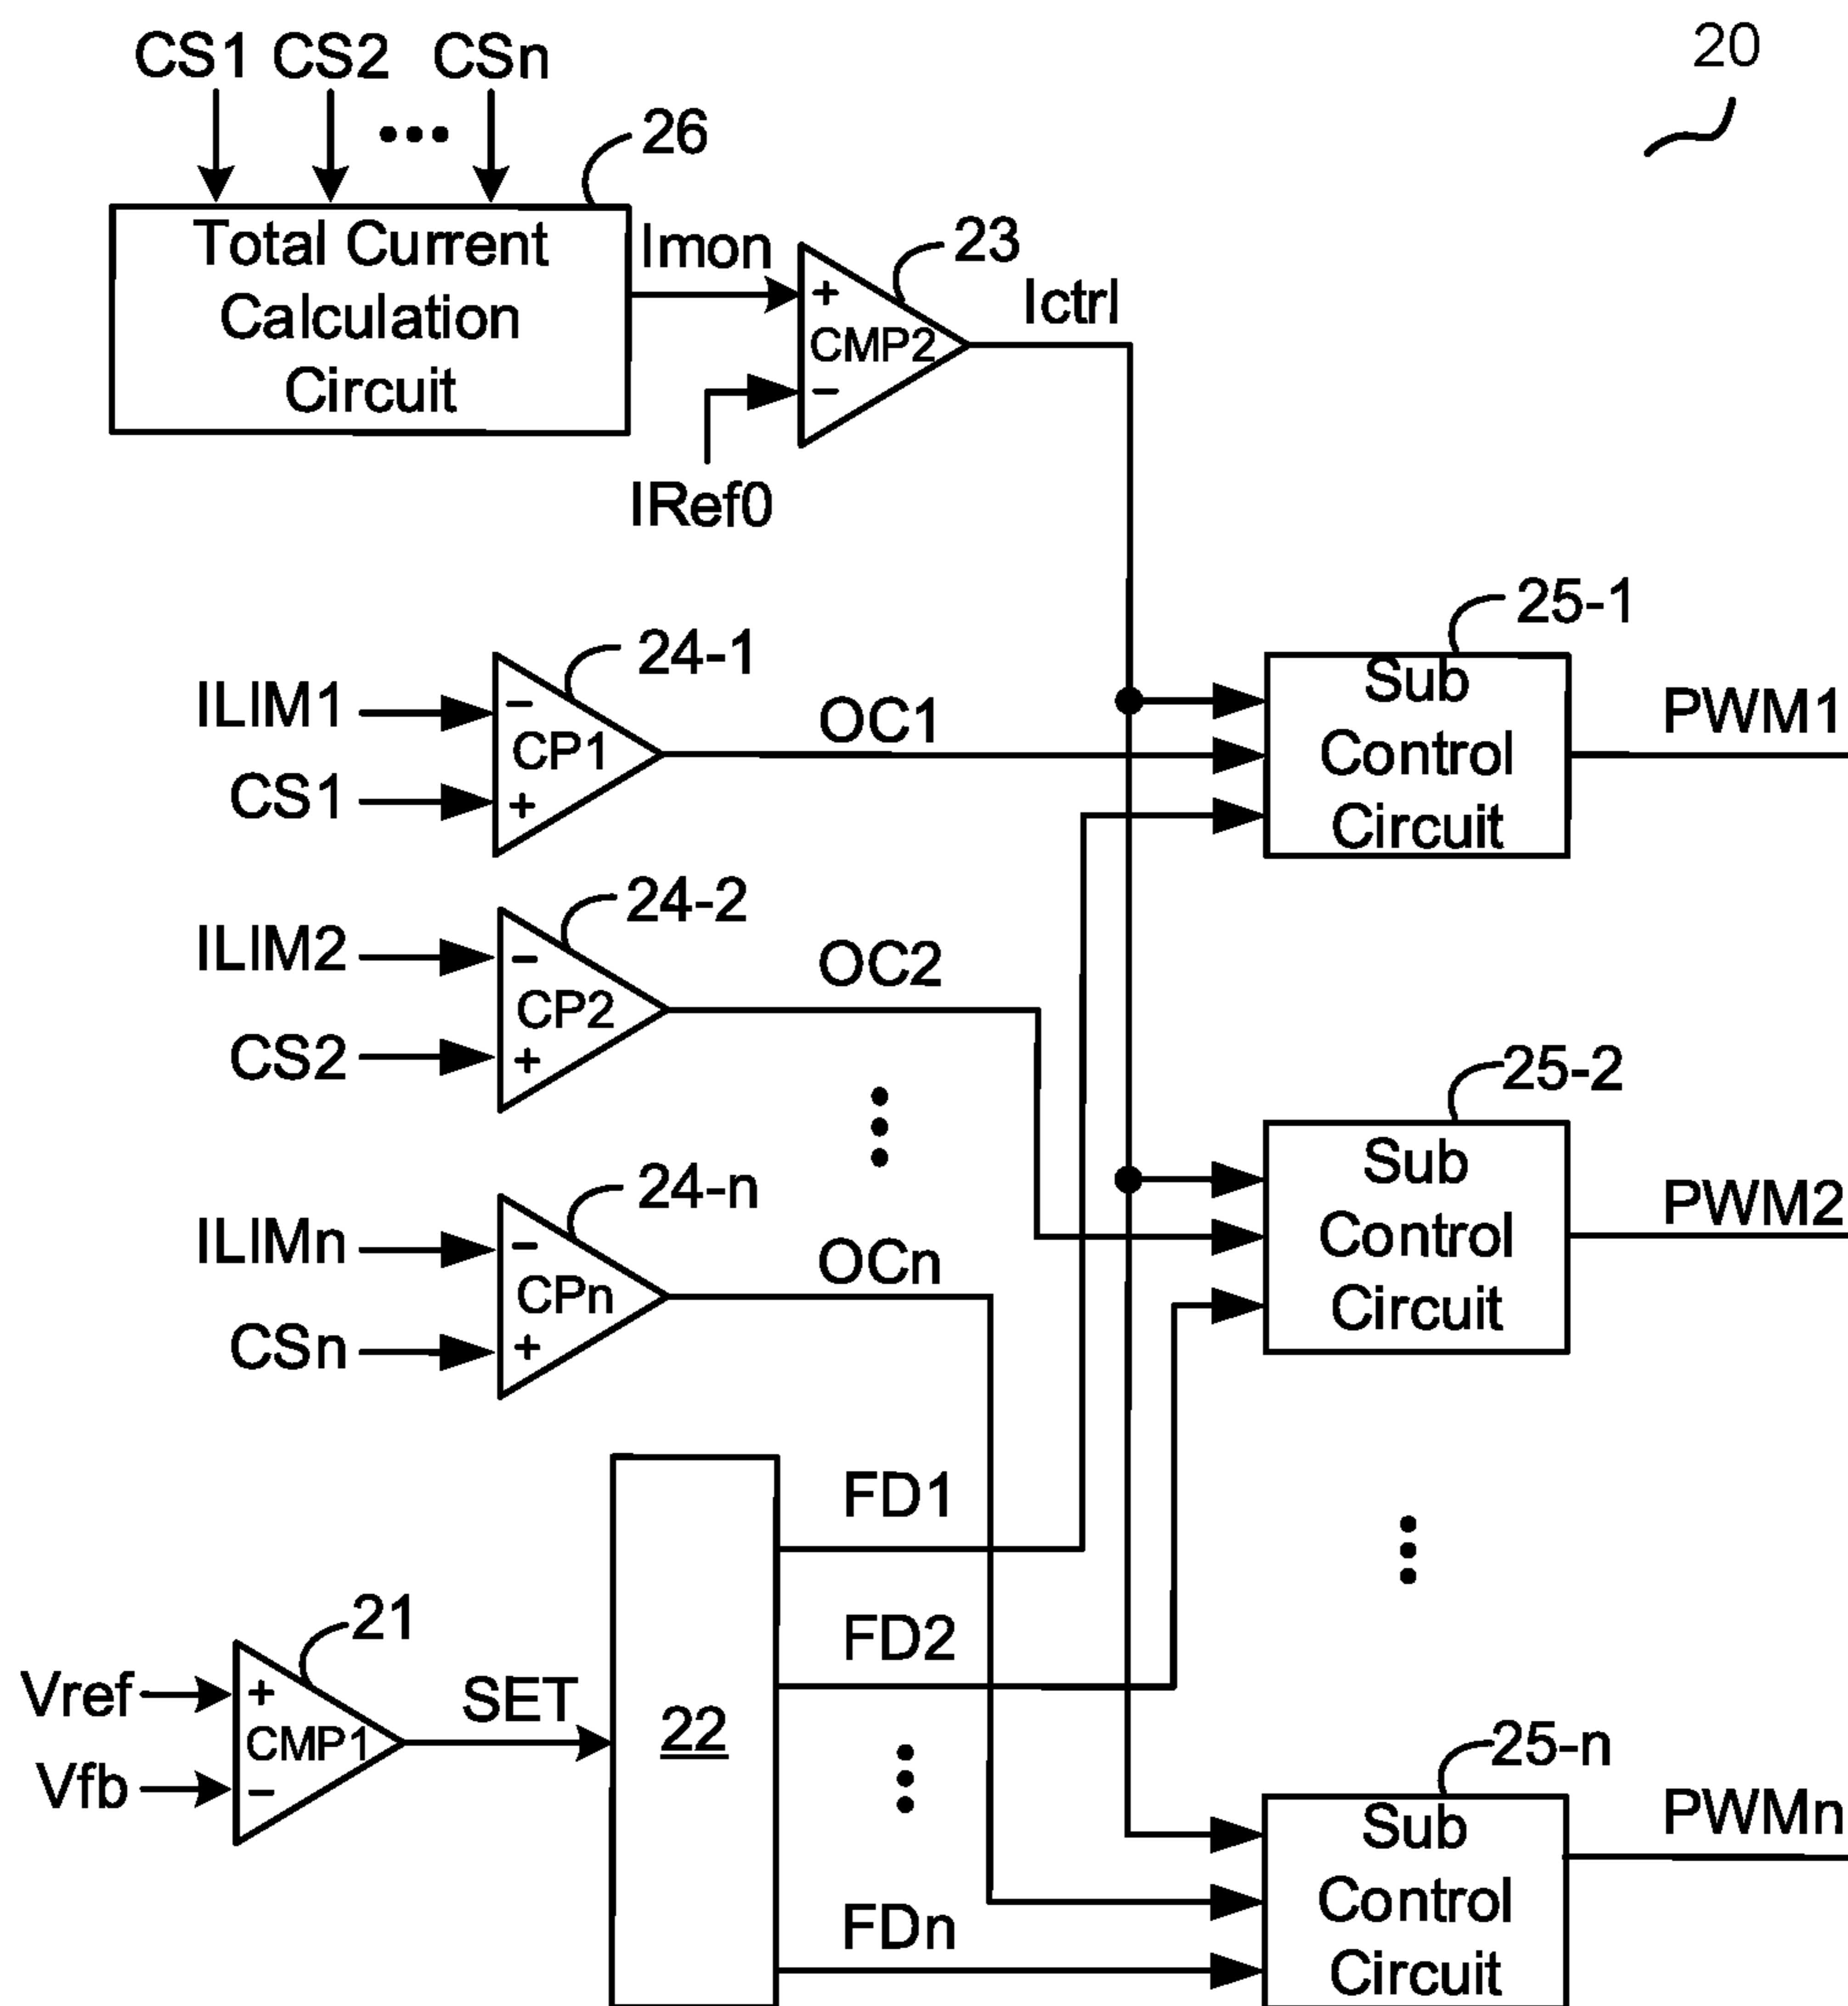 CS1 CS2 CSn
20
26
Total Current
Calculation
Circuit
Imon
+
CMP2
−
23
Ictrl
IRef0
24-1
ILIM1
−
CP1
CS1
+
OC1
25-1
Sub
Control
Circuit
PWM1
24-2
ILIM2
−
CP2
CS2
+
OC2
25-2
Sub
Control
Circuit
PWM2
24-n
ILIMn
−
CPn
CSn
+
OCn
FD1
FD2
21
Vref
+
CMP1
Vfb
−
SET
22
FDn
25-n
Sub
Control
Circuit
PWMn